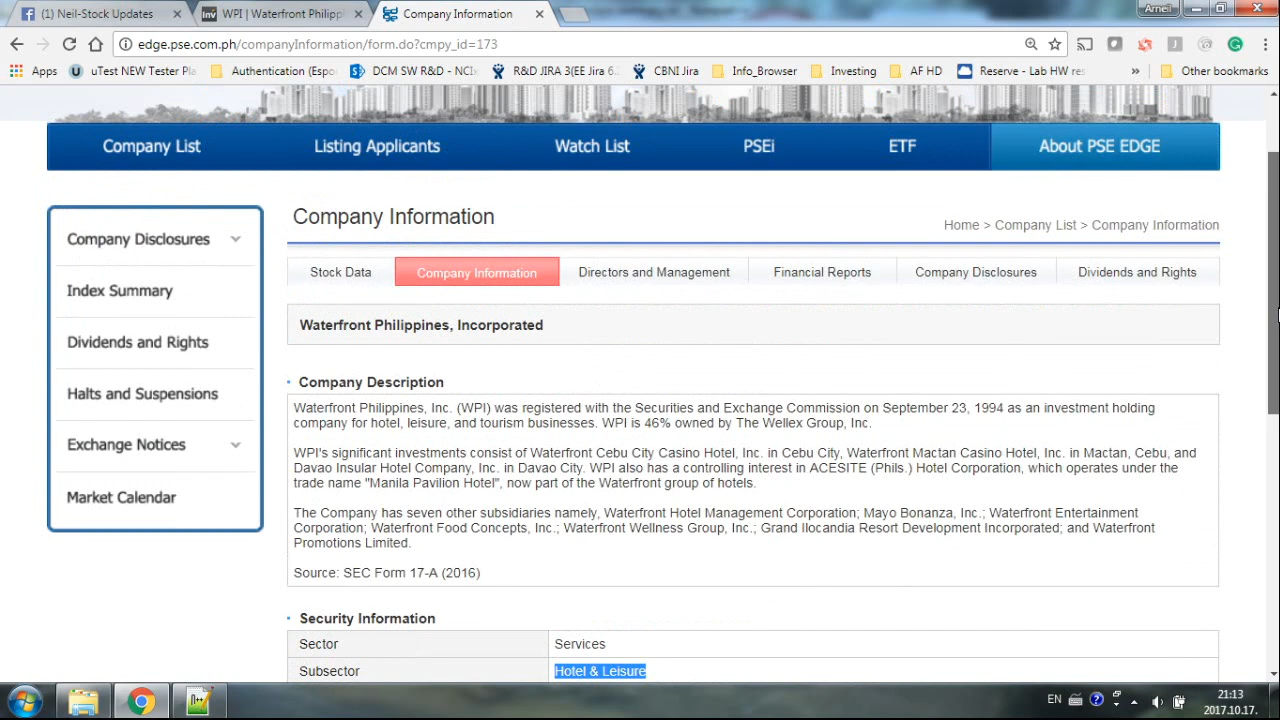 (1) Neil-Stock Updates
WPI | Waterfront Philipp
Company Information
Arneil
edge.pse.com.ph/companyInformation/form.do?cmpy_id=173
Apps
uTest NEW Tester Pl
Authentication (Espo
DCM SW R&D - NCI
R&D JIRA 3(EE Jira 6.
CBNI Jira
Info_Browser
Investing
AF HD
Reserve - Lab HW res
»
Other bookmarks
Company List
Listing Applicants
Watch List
PSEi
ETF
About PSE EDGE
Company Disclosures
Index Summary
Dividends and Rights
Halts and Suspensions
Exchange Notices
Market Calendar
Company Information
Home > Company List > Company Information
Stock Data
Company Information
Directors and Management
Financial Reports
Company Disclosures
Dividends and Rights
Waterfront Philippines, Incorporated
Company Description
Waterfront Philippines, Inc. (WPI) was registered with the Securities and Exchange Commission on September 23, 1994 as an investment holding
company for hotel, leisure, and tourism businesses. WPI is 46% owned by The Wellex Group, Inc.
WPI's significant investments consist of Waterfront Cebu City Casino Hotel, Inc. in Cebu City, Waterfront Mactan Casino Hotel, Inc. in Mactan, Cebu, and
Davao Insular Hotel Company, Inc. in Davao City. WPI also has a controlling interest in ACESITE (Phils.) Hotel Corporation, which operates under the
trade name "Manila Pavilion Hotel", now part of the Waterfront group of hotels.
The Company has seven other subsidiaries namely, Waterfront Hotel Management Corporation; Mayo Bonanza, Inc.; Waterfront Entertainment
Corporation; Waterfront Food Concepts, Inc.; Waterfront Wellness Group, Inc.; Grand Ilocandia Resort Development Incorporated; and Waterfront
Promotions Limited.
Source: SEC Form 17-A (2016)
Security Information
Sector
Services
Subsector
Hotel & Leisure
EN
21:13
2017.10.17.